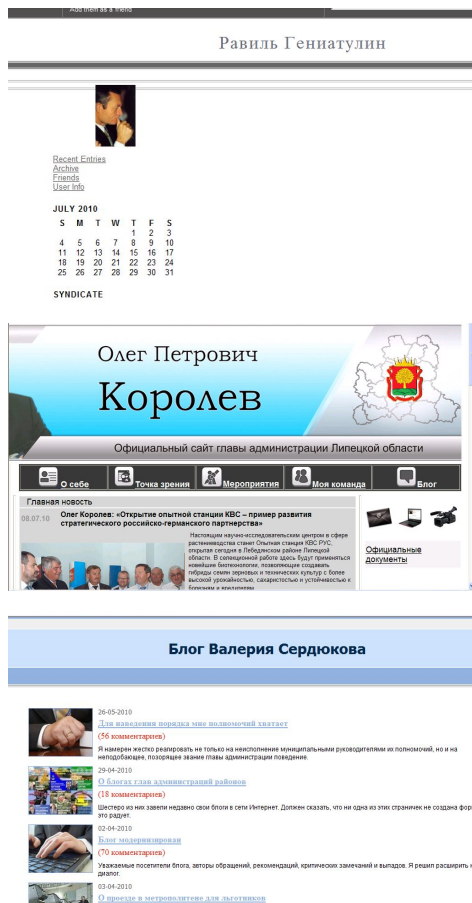 Add them as a friend
Равиль Гениатулин
Recent Entries
Archive
Friends
User Info
JULY 2010
S M T W T F S
1 2 3
4 5 6 7 8 9 10
11 12 13 14 15 16 17
18 19 20 21 22 23 24
25 26 27 28 29 30 31
SYNDICATE
Олег Петрович
Королев
Официальный сайт главы администрации Липецкой области
О себе Точка зрения Мероприятия Моя команда Блог
Главная новость
08.07.10 Олег Королев: «Открытие опытной станции КВС – пример развития
стратегического российско-германского партнерства»
Настоящим научно-исследовательским центром в сфере
растениеводства станет Опытная станция КВС РУС,
открытая сегодня в Лебедянском районе Липецкой
области. В селекционной работе здесь будут применяться
новейшие биотехнологии, позволяющие создавать
гибриды семян зерновых и технических культур с более
высокой урожайностью, сахаристостью и устойчивостью к
болезням и вредителям.
Официальные
документы
Блог Валерия Сердюкова
26-05-2010
Для наведения порядка мне полномочий хватает
(56 комментариев)
Я намерен жестко реагировать не только на неисполнение муниципальными руководителями их полномочий, но и на
неподобающее, позорящее звание главы администрации поведение.
29-04-2010
О блогах глав администраций районов
(18 комментариев)
Шестеро из них завели недавно свои блоги в сети Интернет. Должен сказать, что ни одна из этих страничек не создана фор
это радует.
02-04-2010
Блог модернизирован
(70 комментариев)
Уважаемые посетители блога, авторы обращений, рекомендаций, критических замечаний и выпадов. Я решил расширить н
диалог.
03-04-2010
О проезде в метрополитене для льготников